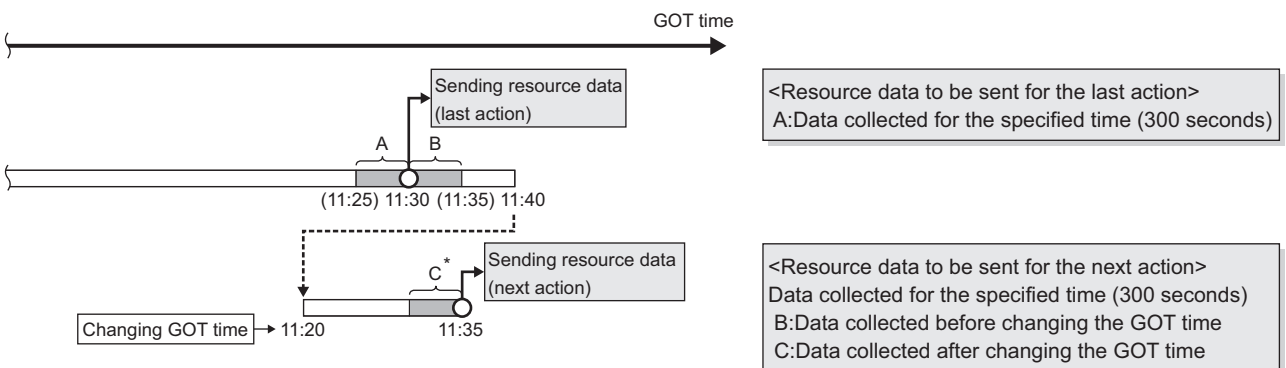 GOT time
Sending resource data
(last action)
<Resource data to be sent for the last action>
A:Data collected for the specified time (300 seconds)
A B
(11:25) 11:30 (11:35) 11:40
C*
Sending resource data
(next action)
Changing GOT time 11:20 11:35
<Resource data to be sent for the next action>
Data collected for the specified time (300 seconds)
B:Data collected before changing the GOT time
C:Data collected after changing the GOT time